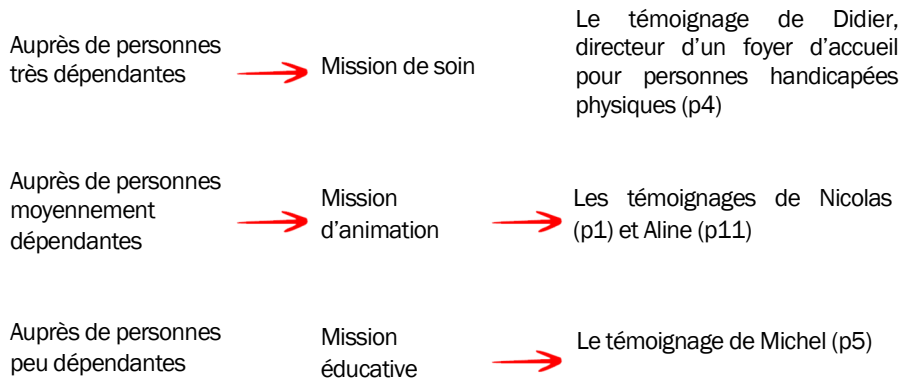 Auprès de personnes
très dépendantes
Mission de soin
Le témoignage de Didier,
directeur d’un foyer d’accueil
pour personnes handicapées
physiques (p4)
Auprès de personnes
moyennement
dépendantes
Mission
d’animation
Les témoignages de Nicolas
(p1) et Aline (p11)
Auprès de personnes
peu dépendantes
Mission
éducative
Le témoignage de Michel (p5)